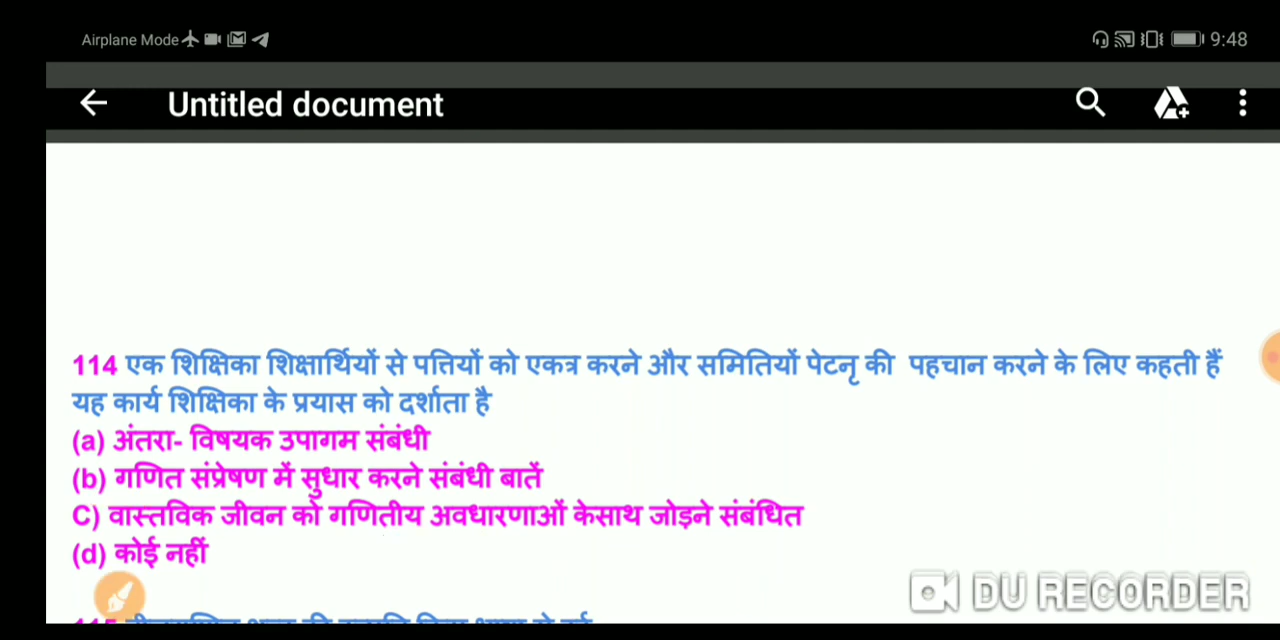 Airplane Mode 9:48
Untitled document
114 एक शिक्षिका शिक्षार्थियों से पत्तियों को एकत्र करने और समितियों पेटनृ की पहचान करने के लिए कहती हैं
यह कार्य शिक्षिका के प्रयास को दर्शाता है
(a) अंतरा- विषयक उपागम संबंधी
(b) गणित संप्रेषण में सुधार करने संबंधी बातें
C) वास्तविक जीवन को गणितीय अवधारणाओं केसाथ जोड़ने संबंधित
(d) कोई नहीं
DU RECORDER